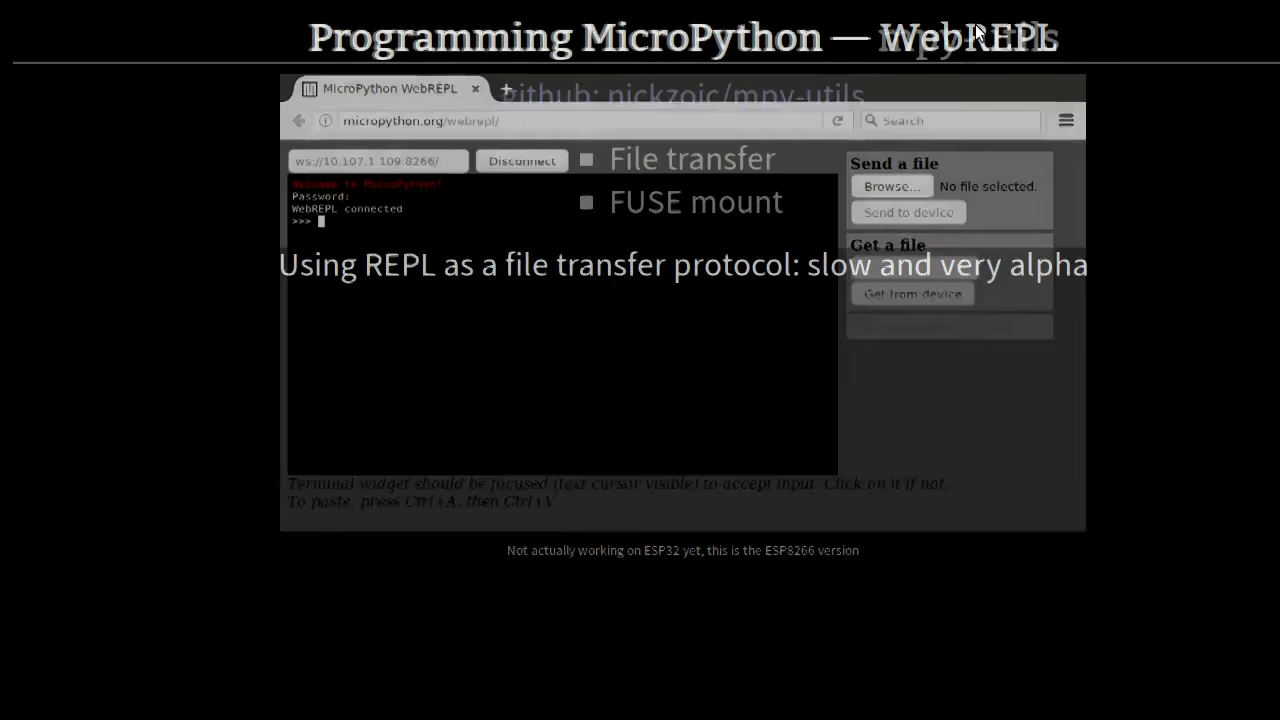 Programming MicroPython — WebREPL
mpy-utils
MicroPython WebREPL
github: nickzoic/mpy-utils
micropython.org/webrepl/
Search
ws://10.107.1.109:8266/
Disconnect
File transfer
FUSE mount
Send a file
Browse...
No file selected.
Send to device
Welcome to MicroPython!
Password:
WebREPL connected
>>>
Get a file
Using REPL as a file transfer protocol: slow and very alpha
Get from device
Terminal widget should be focused (text cursor visible) to accept input. Click on it if not.
To paste, press Ctrl+A, then Ctrl+V
Not actually working on ESP32 yet, this is the ESP8266 version